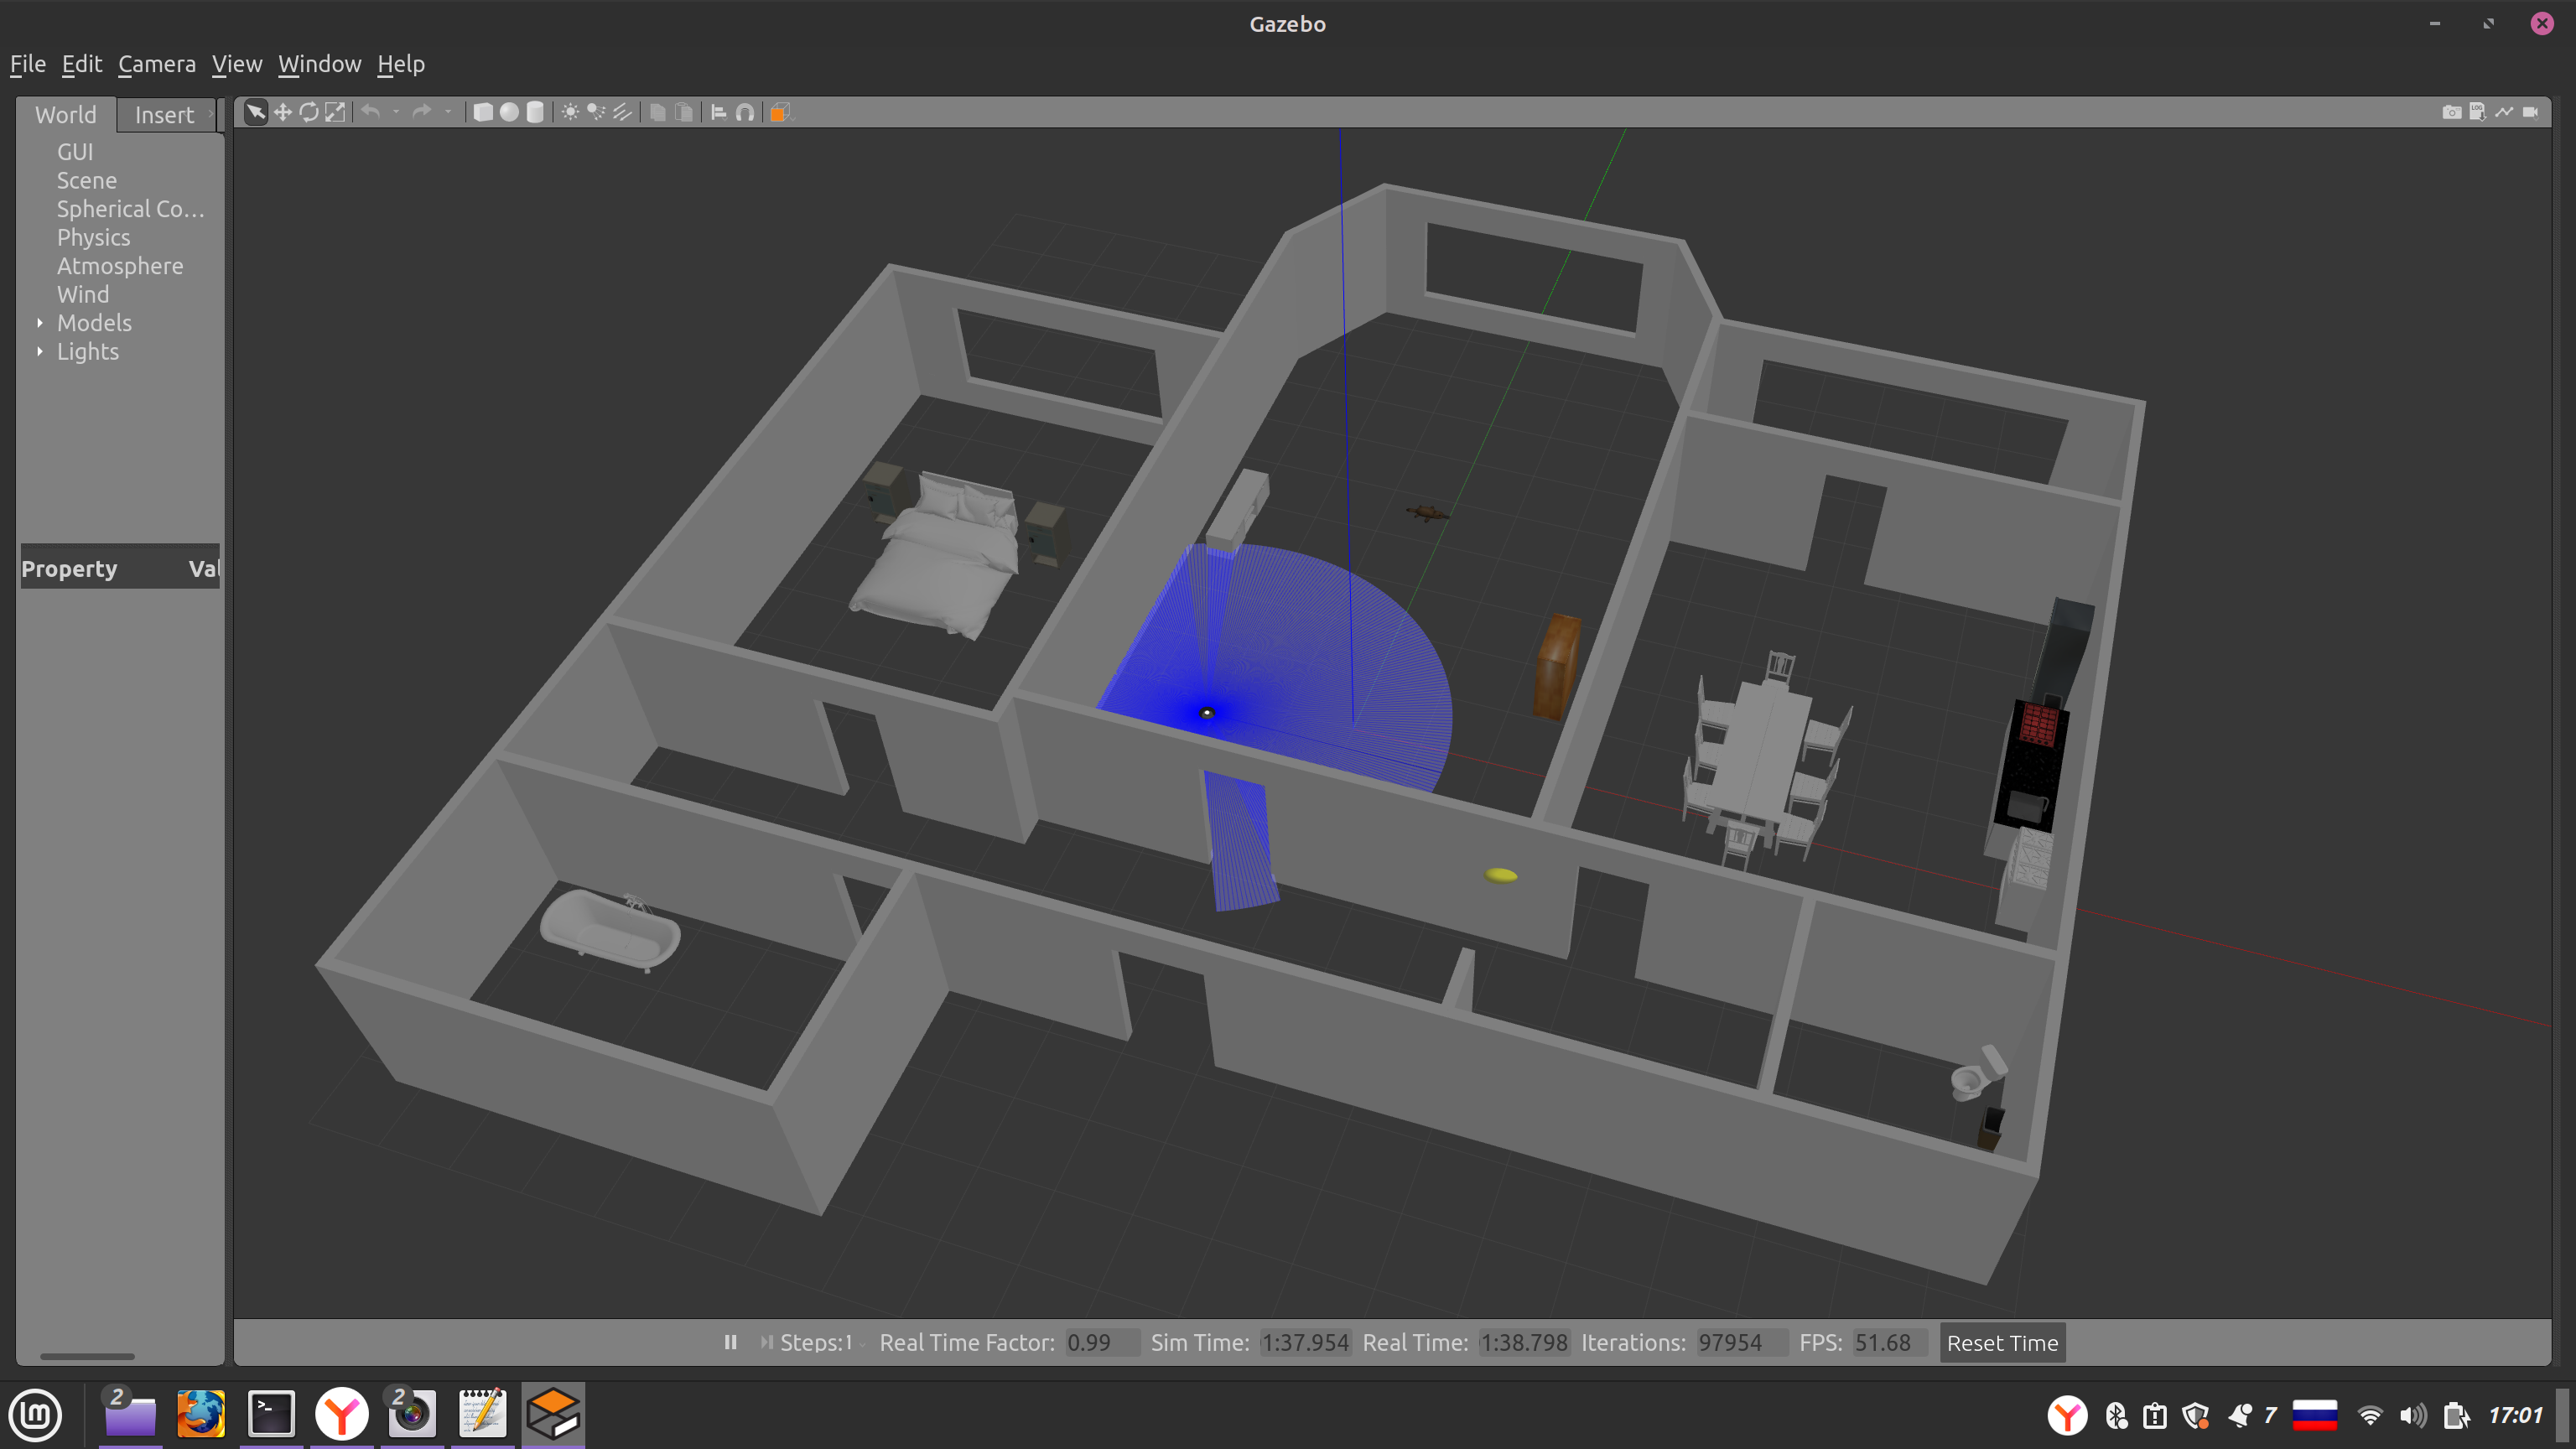 Gazebo
File Edit Camera View Window Help
World Insert
GUI
Scene
Spherical Co...
Physics
Atmosphere
Wind
Models
Lights
Property Val
Steps: 1 Real Time Factor: 0.99 Sim Time: 1:37.954 Real Time: 1:38.798 Iterations: 97954 FPS: 51.68 Reset Time
2 2 7 17:01